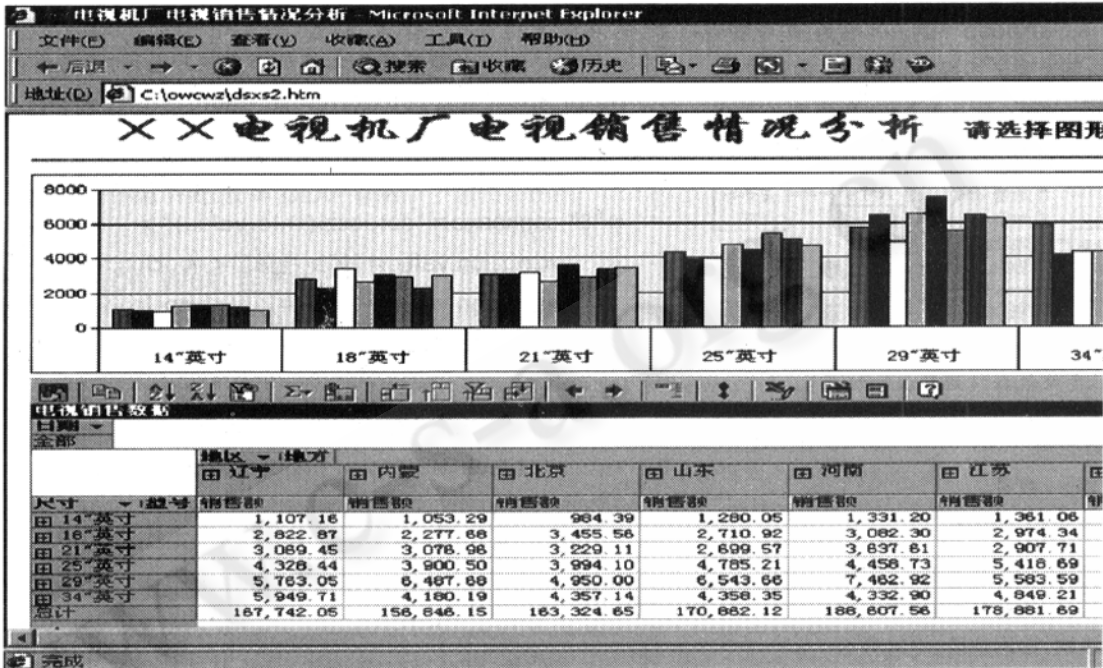 电视机厂电视销售情况分析 - Microsoft Internet Explorer
文件(F) 编辑(E) 查看(V) 收藏(A) 工具(I) 帮助(H)
后退 搜索 收藏 历史
地址(D) C:\owcwz\dsxs2.htm
××电视机厂电视销售情况分析 请选择图形
8000
6000
4000
2000
0
14"英寸 18"英寸 21"英寸 25"英寸 29"英寸 34"
电视销售数据
日期
全部
地区 地方
辽宁 内蒙 北京 山东 河南 江苏
尺寸 型号 销售额 销售额 销售额 销售额 销售额 销售额
14"英寸 1,107.16 1,053.29 984.39 1,280.05 1,331.20 1,361.06
18"英寸 2,822.87 2,277.68 3,455.56 2,710.92 3,082.30 2,974.34
21"英寸 3,069.45 3,078.96 3,229.11 2,699.57 3,637.61 2,907.71
25"英寸 4,328.44 3,900.50 3,994.10 4,785.21 4,458.73 5,418.69
29"英寸 5,763.05 6,487.68 4,950.00 6,543.66 7,462.92 5,583.59
34"英寸 5,949.71 4,180.19 4,357.14 4,358.35 4,332.90 4,849.21
总计 167,742.05 156,846.15 163,324.65 170,862.12 186,607.56 178,881.69
完成